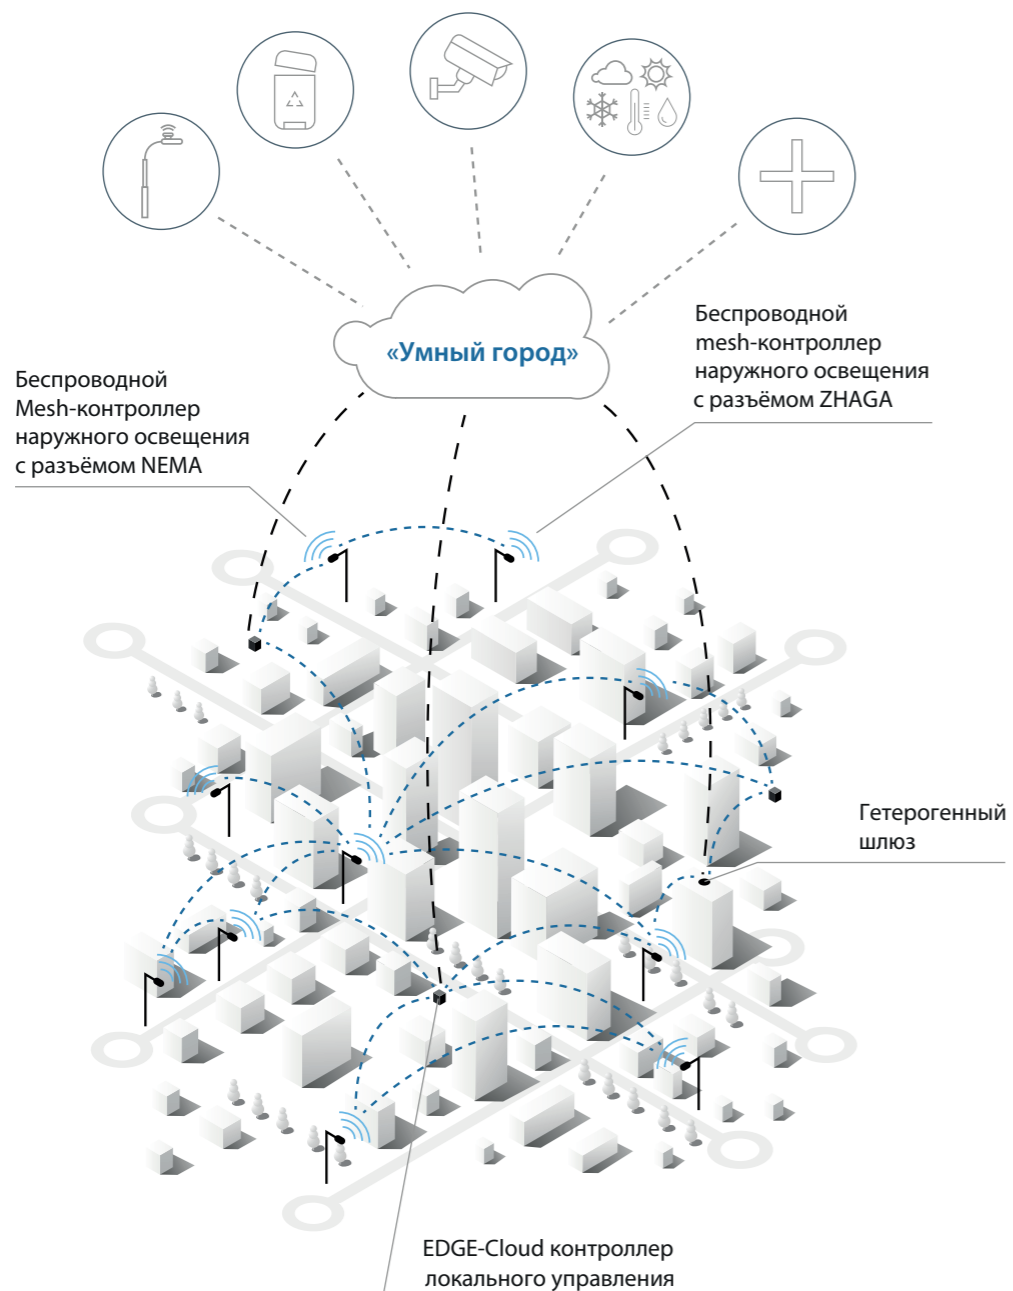 «Умный город»
Беспроводной
mesh-контроллер
наружного освещения
с разъёмом ZHAGA
Беспроводной
Mesh-контроллер
наружного освещения
с разъёмом NEMA
Гетерогенный
шлюз
EDGE-Cloud контроллер
локального управления